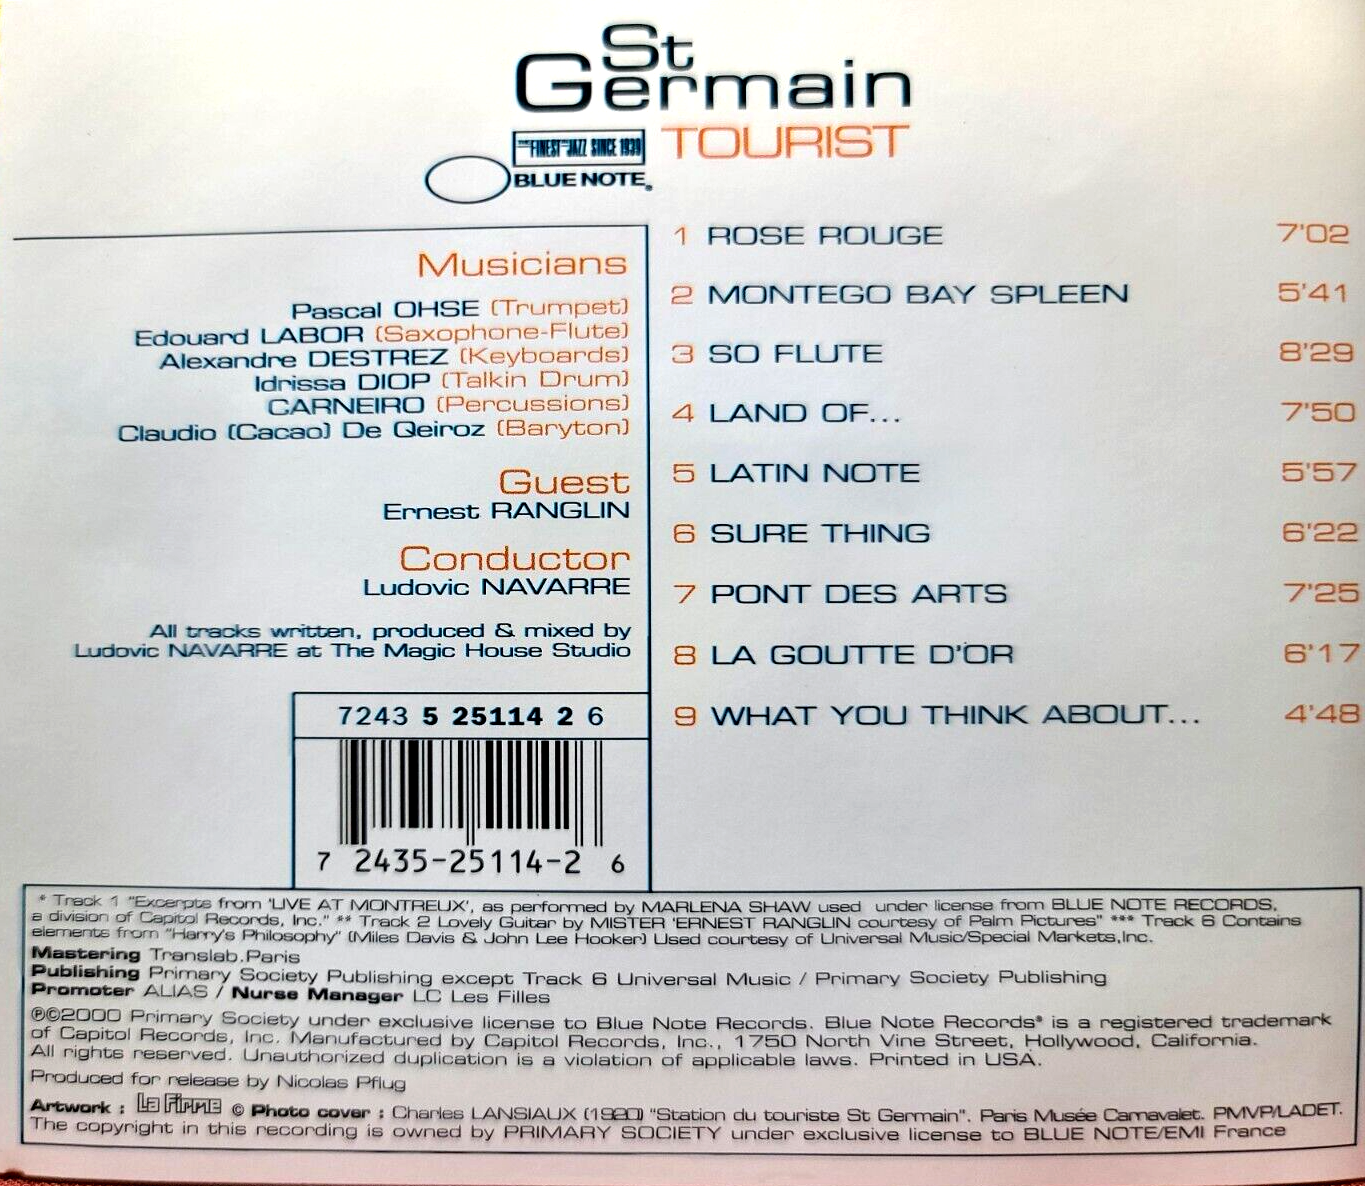 St
Germain
TOURIST
THE FINEST IN JAZZ SINCE 1939
BLUE NOTE®
Musicians
Pascal OHSE (Trumpet)
Edouard LABOR (Saxophone-Flute)
Alexandre DESTREZ (Keyboards)
Idrissa DIOP (Talkin Drum)
CARNEIRO (Percussions)
Claudio (Cacao) De Qeiroz (Baryton)
Guest
Ernest RANGLIN
Conductor
Ludovic NAVARRE
All tracks written, produced & mixed by
Ludovic NAVARRE at The Magic House Studio
7243 5 25114 2 6
7 2435-25114-2 6
1 ROSE ROUGE 7'02
2 MONTEGO BAY SPLEEN 5'41
3 SO FLUTE 8'29
4 LAND OF... 7'50
5 LATIN NOTE 5'57
6 SURE THING 6'22
7 PONT DES ARTS 7'25
8 LA GOUTTE D'OR 6'17
9 WHAT YOU THINK ABOUT... 4'48
* Track 1 "Excerpts from 'LIVE AT MONTREUX', as performed by MARLENA SHAW used under license from BLUE NOTE RECORDS,
a division of Capitol Records, Inc." ** Track 2 Lovely Guitar by MISTER 'ERNEST RANGLIN courtesy of Palm Pictures" *** Track 6 Contains
elements from "Harry's Philosophy" (Miles Davis & John Lee Hooker) Used courtesy of Universal Music/Special Markets,Inc.
Mastering Translab.Paris
Publishing Primary Society Publishing except Track 6 Universal Music / Primary Society Publishing
Promoter ALIAS / Nurse Manager LC Les Filles
℗©2000 Primary Society under exclusive license to Blue Note Records. Blue Note Records® is a registered trademark
of Capitol Records, Inc. Manufactured by Capitol Records, Inc., 1750 North Vine Street, Hollywood, California.
All rights reserved. Unauthorized duplication is a violation of applicable laws. Printed in USA.
Produced for release by Nicolas Pflug
Artwork : La Firme © Photo cover : Charles LANSIAUX (1920) "Station du touriste St Germain". Paris Musée Carnavalet. PMVP/LADET.
The copyright in this recording is owned by PRIMARY SOCIETY under exclusive license to BLUE NOTE/EMI France